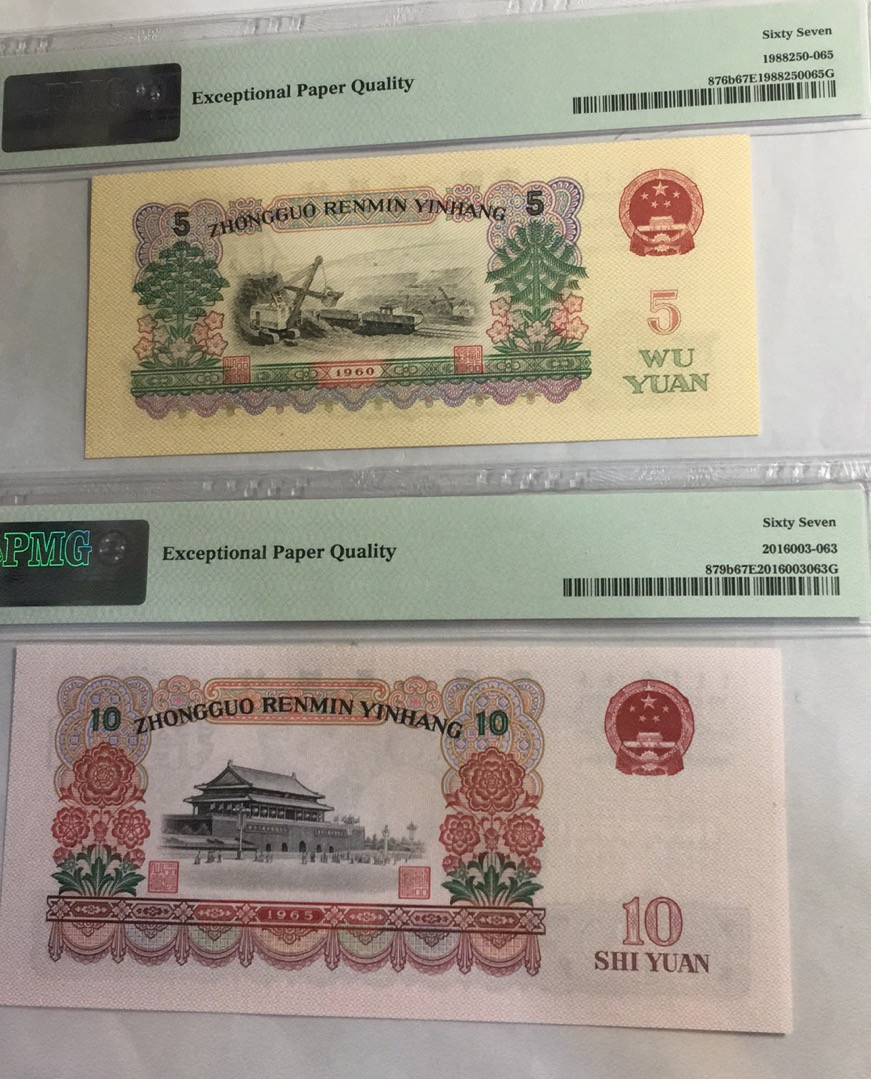 Sixty Seven
1988250-065
876b67E1988250065G
PMG
Exceptional Paper Quality
5 ZHONGGUO RENMIN YINHANG 5
5
WU
YUAN
1960
Sixty Seven
2016003-063
879b67E2016003063G
PMG
Exceptional Paper Quality
10 ZHONGGUO RENMIN YINHANG 10
1965
10
SHI YUAN